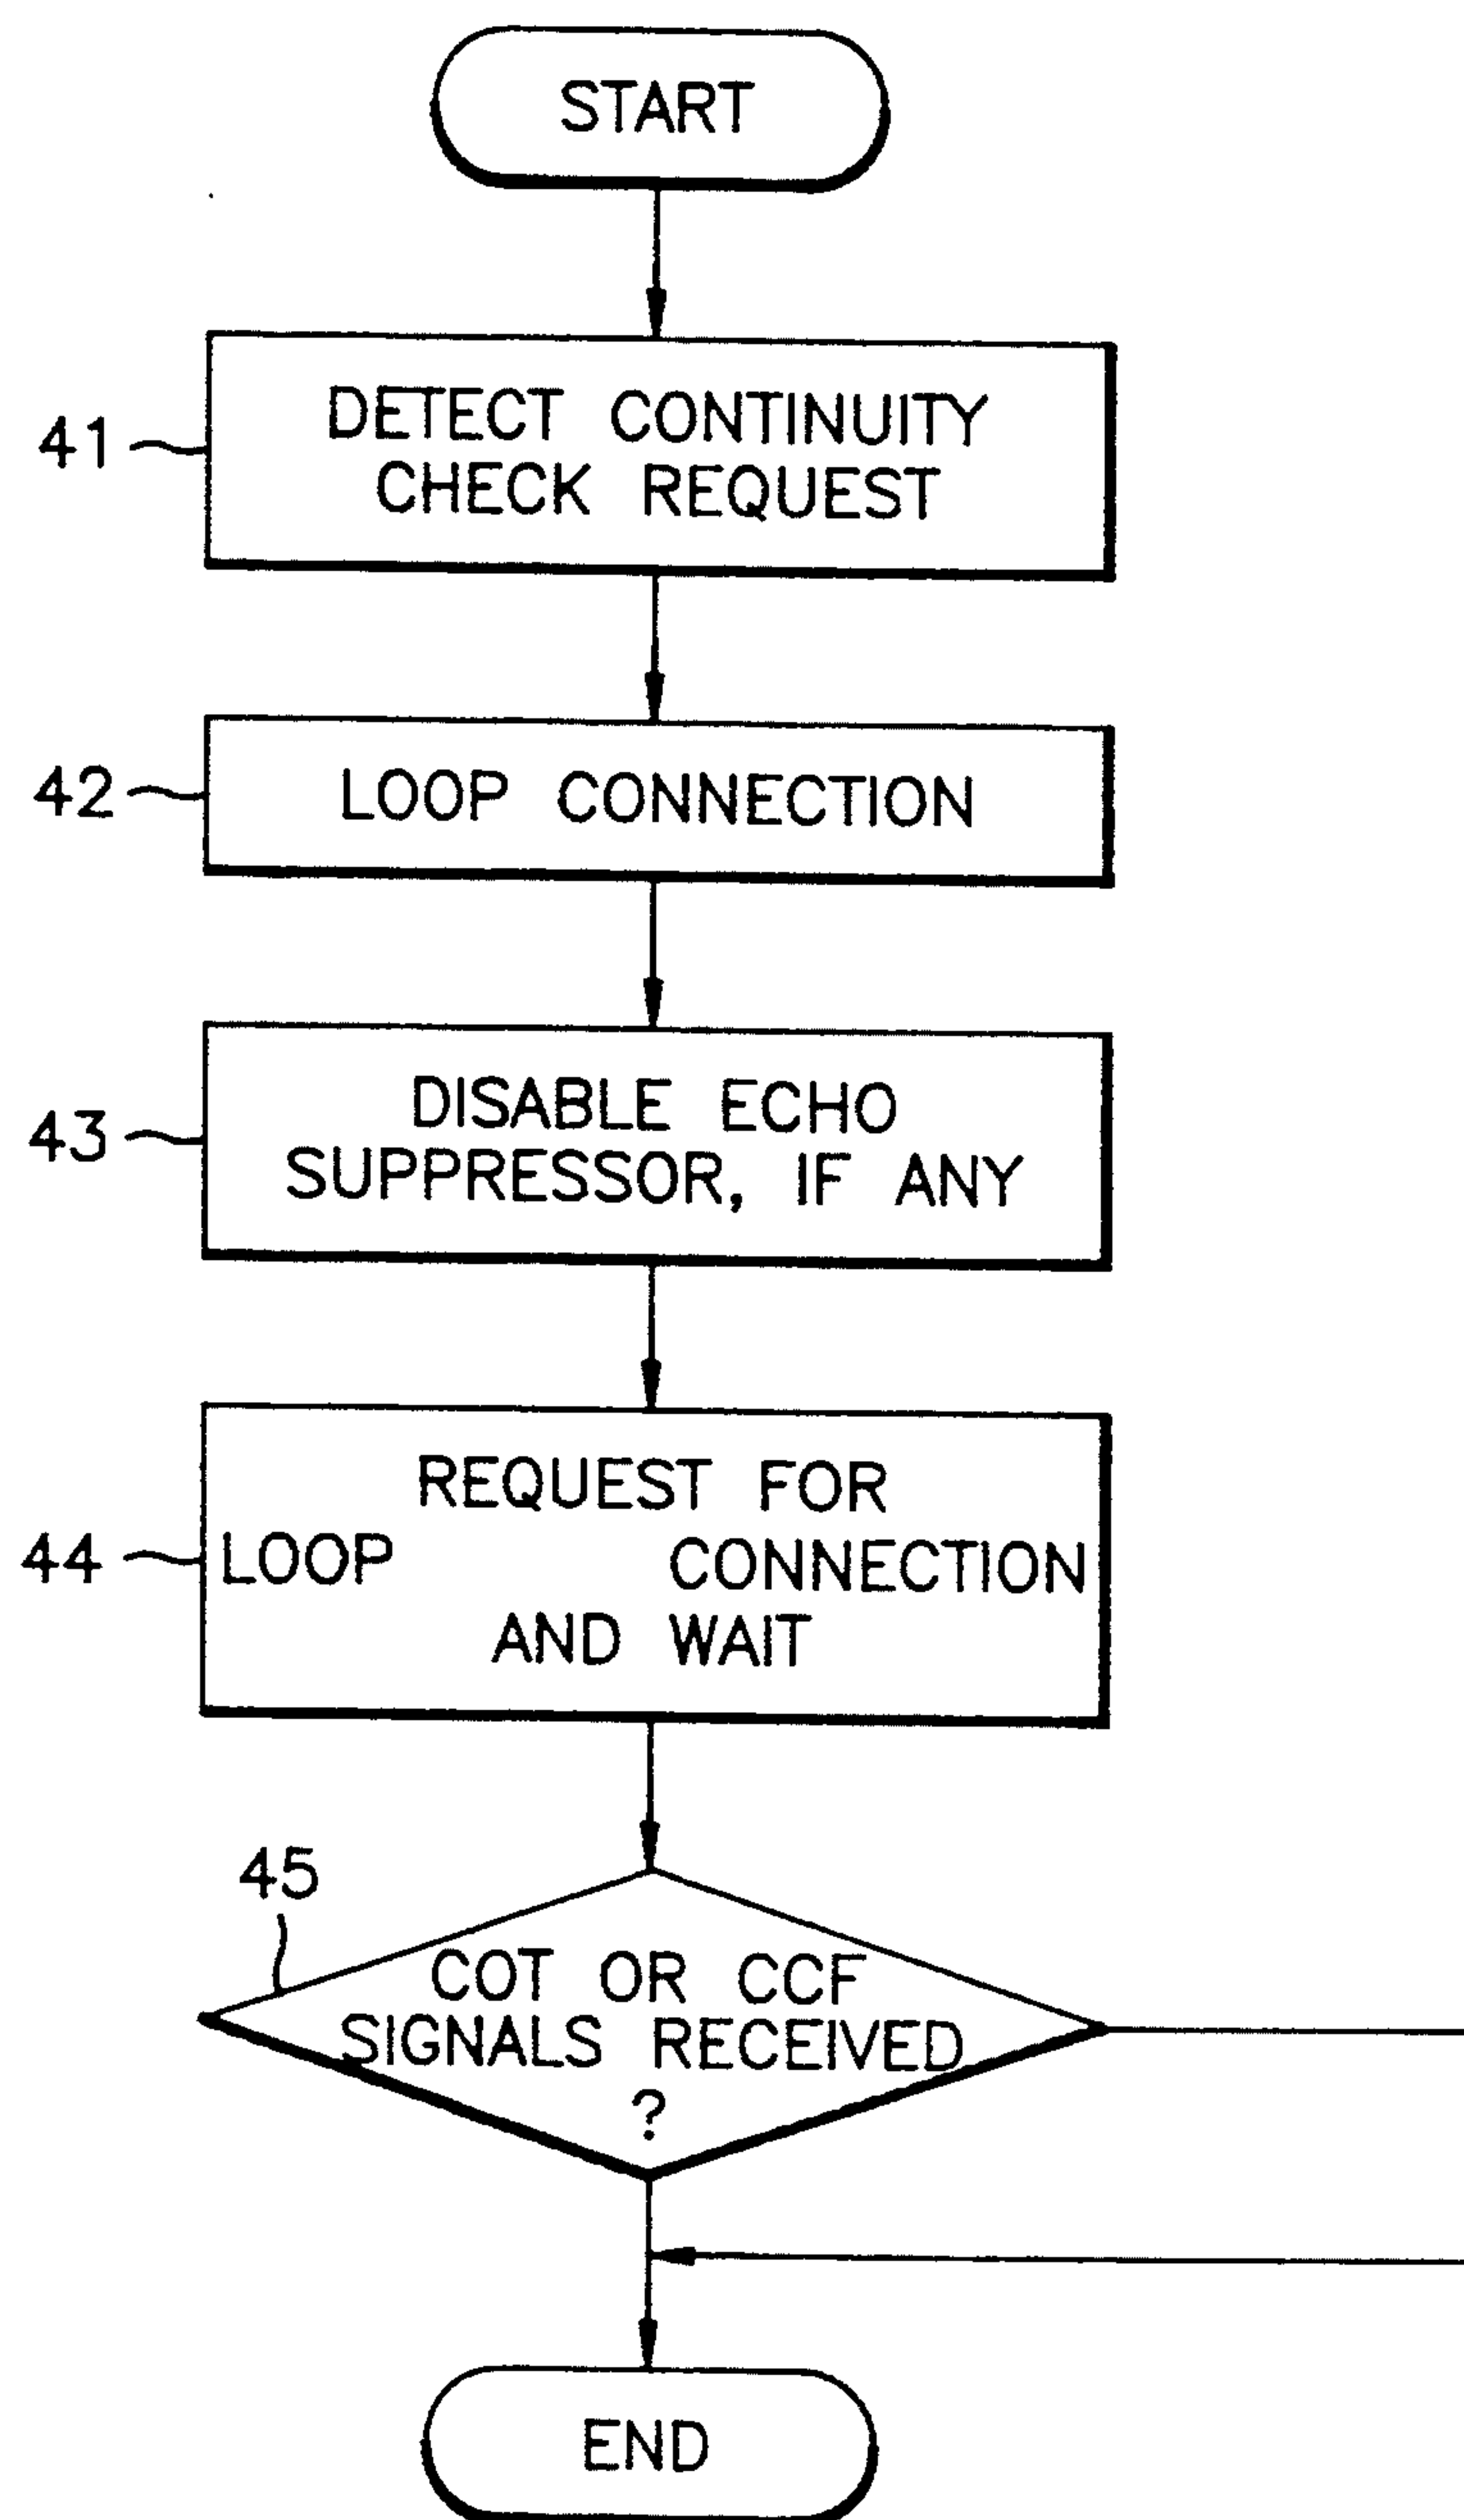 START
41
DETECT CONTINUITY
CHECK REQUEST
42
LOOP CONNECTION
43
DISABLE ECHO
SUPPRESSOR, IF ANY
44
REQUEST FOR
LOOP CONNECTION
AND WAIT
45
COT OR CCF
SIGNALS RECEIVED
?
END